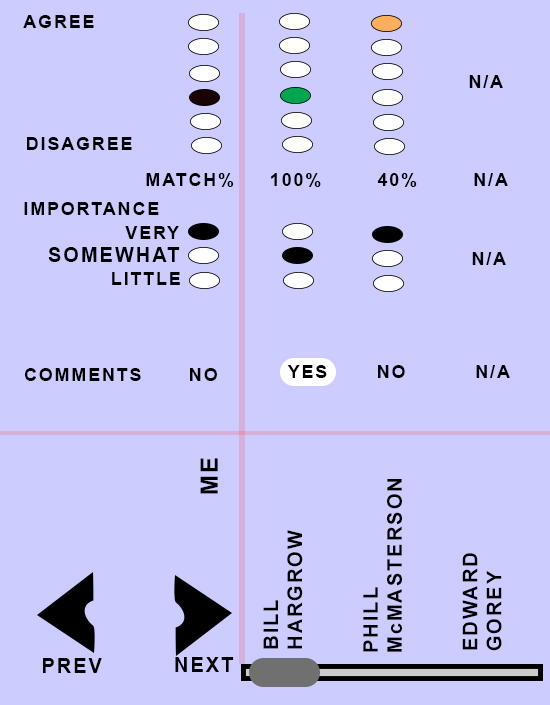 AGREE
N/A
DISAGREE
MATCH% 100% 40% N/A
IMPORTANCE
VERY
SOMEWHAT N/A
LITTLE
COMMENTS NO YES NO N/A
ME
BILL
HARGROW
PHILL
McMASTERSON
EDWARD
GOREY
PREV NEXT